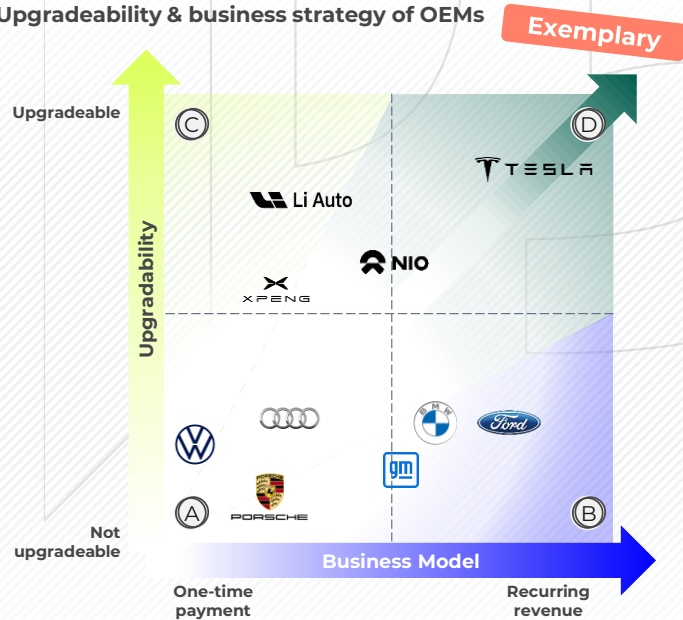 Upgradeability & business strategy of OEMs
Exemplary
Upgradeable
C
D
TESLA
Li Auto
NIO
XPENG
Upgradability
BMW
Ford
gm
PORSCHE
PORSCHE
A
B
Not
upgradeable
Business Model
One-time
payment
Recurring
revenue